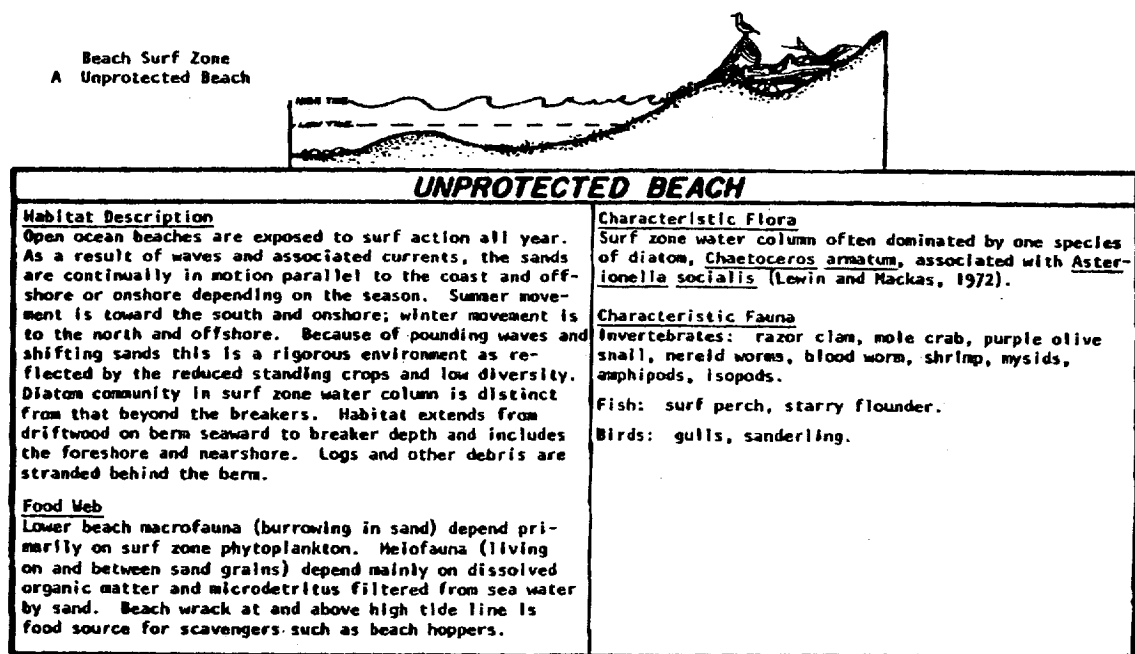 Beach Surf Zone
A Unprotected Beach
HIGH TIDE
LOW TIDE
UNPROTECTED BEACH
Habitat Description
Open ocean beaches are exposed to surf action all year.
As a result of waves and associated currents, the sands
are continually in motion parallel to the coast and off-
shore or onshore depending on the season. Summer move-
ment is toward the south and onshore; winter movement is
to the north and offshore. Because of pounding waves and
shifting sands this is a rigorous environment as re-
flected by the reduced standing crops and low diversity.
Diatom community in surf zone water column is distinct
from that beyond the breakers. Habitat extends from
driftwood on berm seaward to breaker depth and includes
the foreshore and nearshore. Logs and other debris are
stranded behind the berm.
Food Web
Lower beach macrofauna (burrowing in sand) depend pri-
marily on surf zone phytoplankton. Meiofauna (living
on and between sand grains) depend mainly on dissolved
organic matter and microdetritus filtered from sea water
by sand. Beach wrack at and above high tide line is
food source for scavengers such as beach hoppers.
Characteristic Flora
Surf zone water column often dominated by one species
of diatom, Chaetoceros armatum, associated with Aster-
ionella socialis (Lewin and Mackas, 1972).
Characteristic Fauna
Invertebrates: razor clam, mole crab, purple olive
snail, nereid worms, blood worm, shrimp, mysids,
amphipods, isopods.
Fish: surf perch, starry flounder.
Birds: gulls, sanderling.